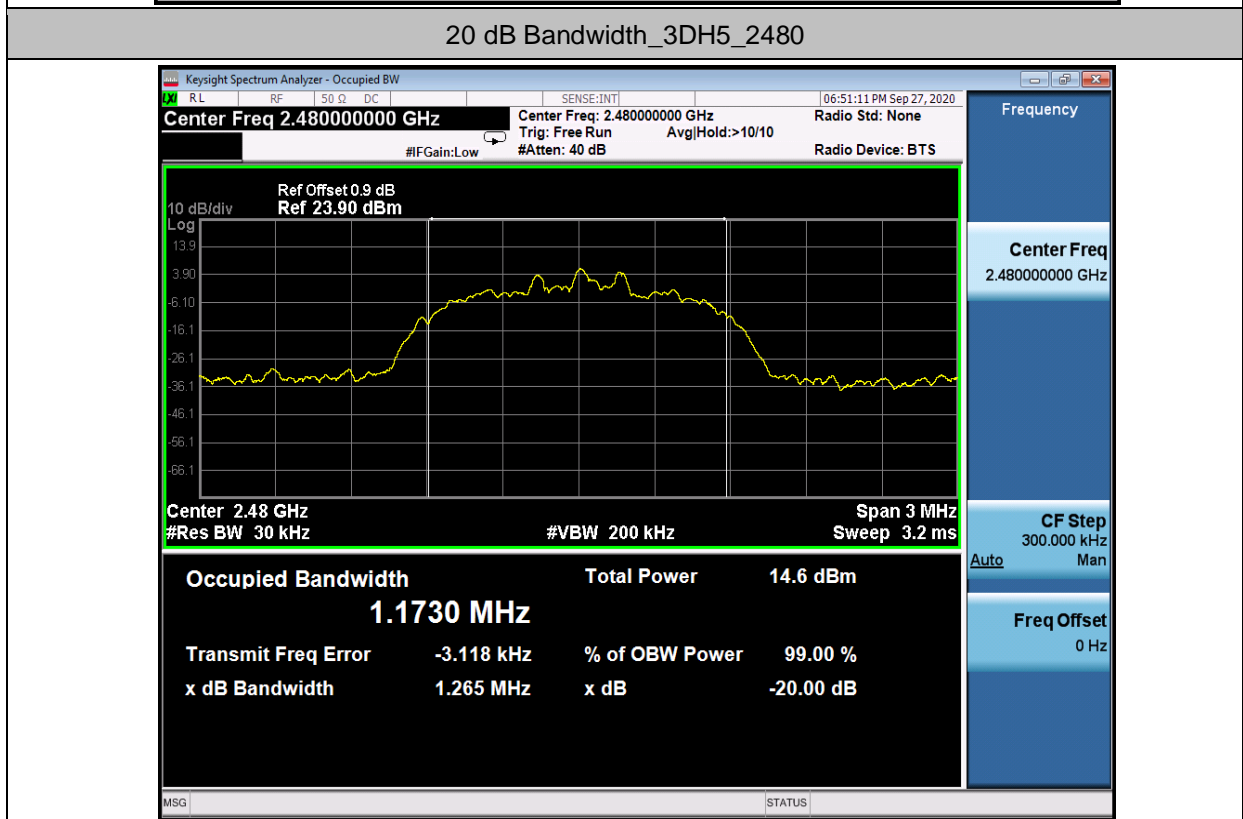 20 dB Bandwidth_3DH5_2480
Keysight Spectrum Analyzer - Occupied BW
LXI RL RF 50 Ω DC SENSE:INT 06:51:11 PM Sep 27, 2020
Center Freq 2.480000000 GHz
Center Freq: 2.480000000 GHz
Radio Std: None
Trig: Free Run Avg|Hold:>10/10
#IFGain:Low
#Atten: 40 dB
Radio Device: BTS
Ref Offset 0.9 dB
10 dB/div Ref 23.90 dBm
Log
13.9
3.90
-6.10
-16.1
-26.1
-36.1
-46.1
-56.1
-66.1
Center 2.48 GHz Span 3 MHz
#Res BW 30 kHz #VBW 200 kHz Sweep 3.2 ms
Occupied Bandwidth Total Power 14.6 dBm
1.1730 MHz
Transmit Freq Error -3.118 kHz % of OBW Power 99.00 %
x dB Bandwidth 1.265 MHz x dB -20.00 dB
MSG STATUS
Frequency
Center Freq
2.480000000 GHz
CF Step
300.000 kHz
Auto Man
Freq Offset
0 Hz